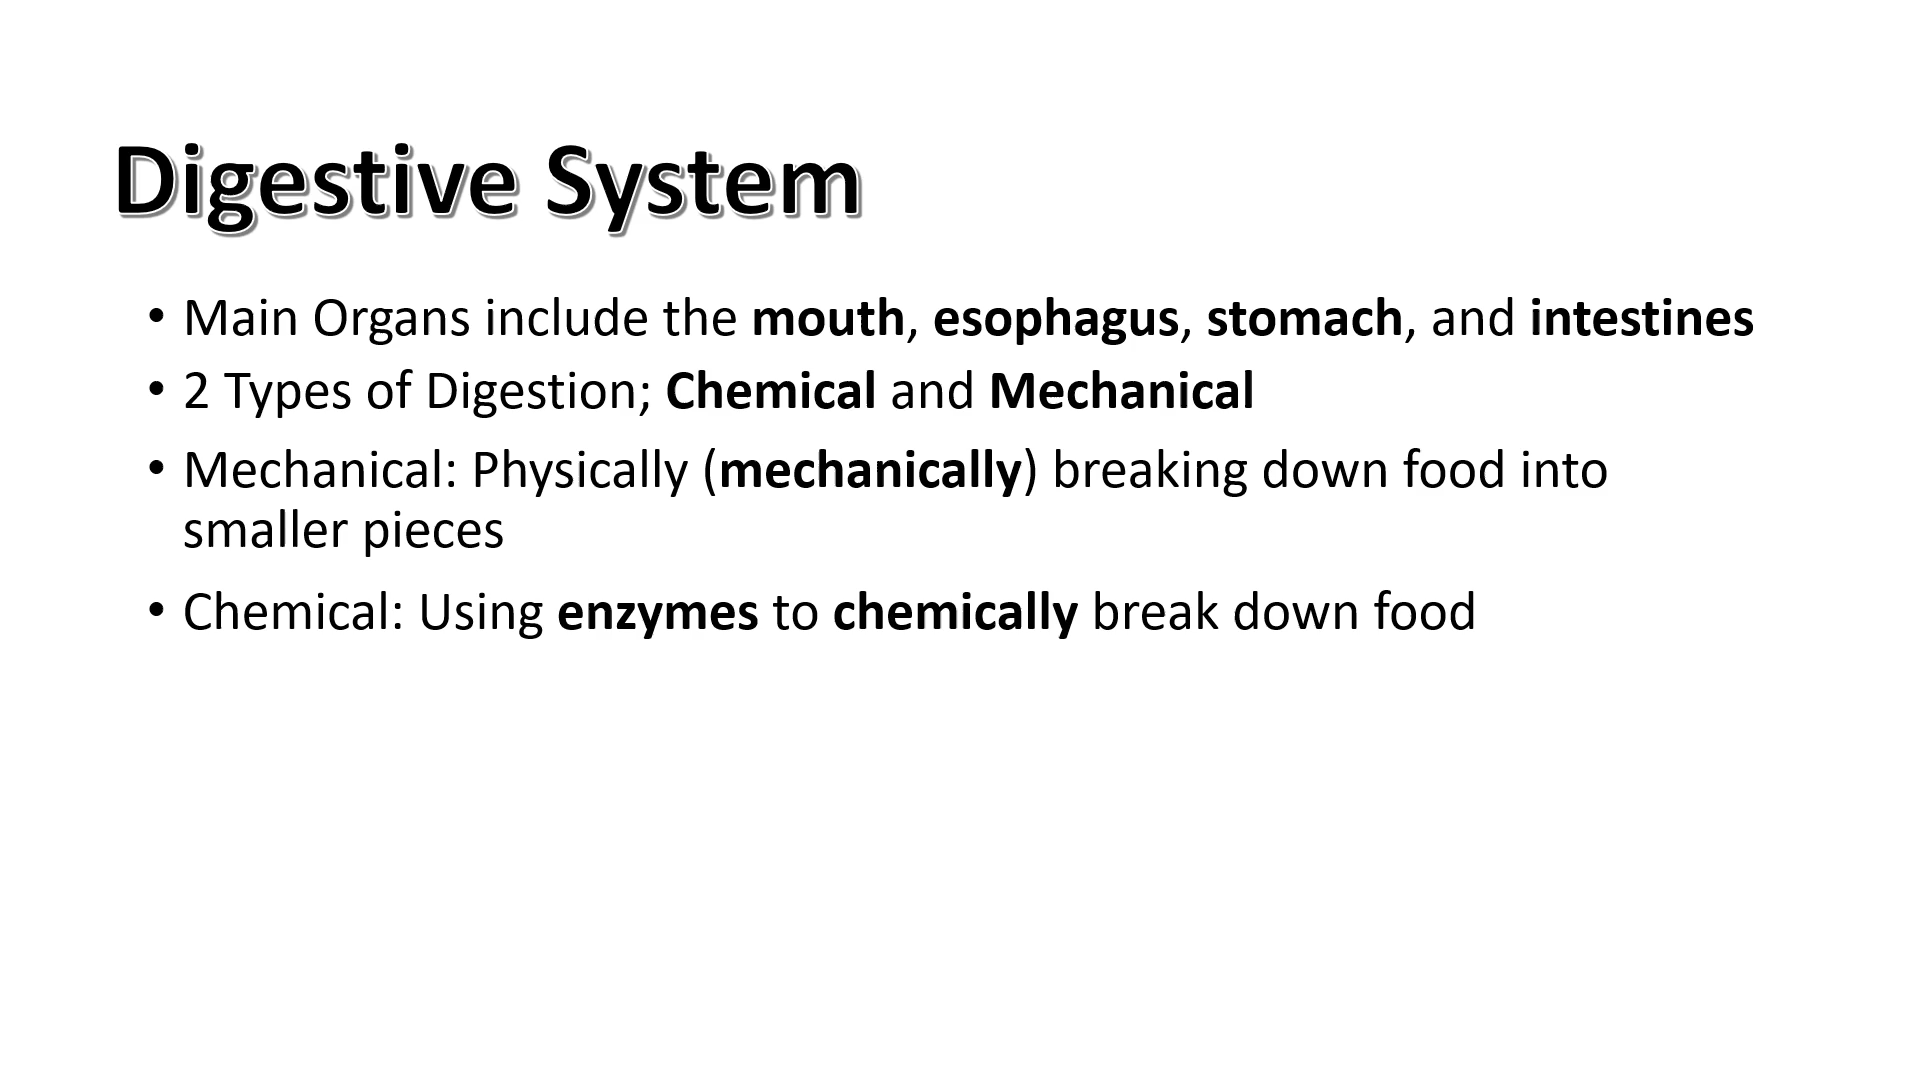 Digestive System
• Main Organs include the mouth, esophagus, stomach, and intestines
• 2 Types of Digestion; Chemical and Mechanical
• Mechanical: Physically (mechanically) breaking down food into
smaller pieces
• Chemical: Using enzymes to chemically break down food